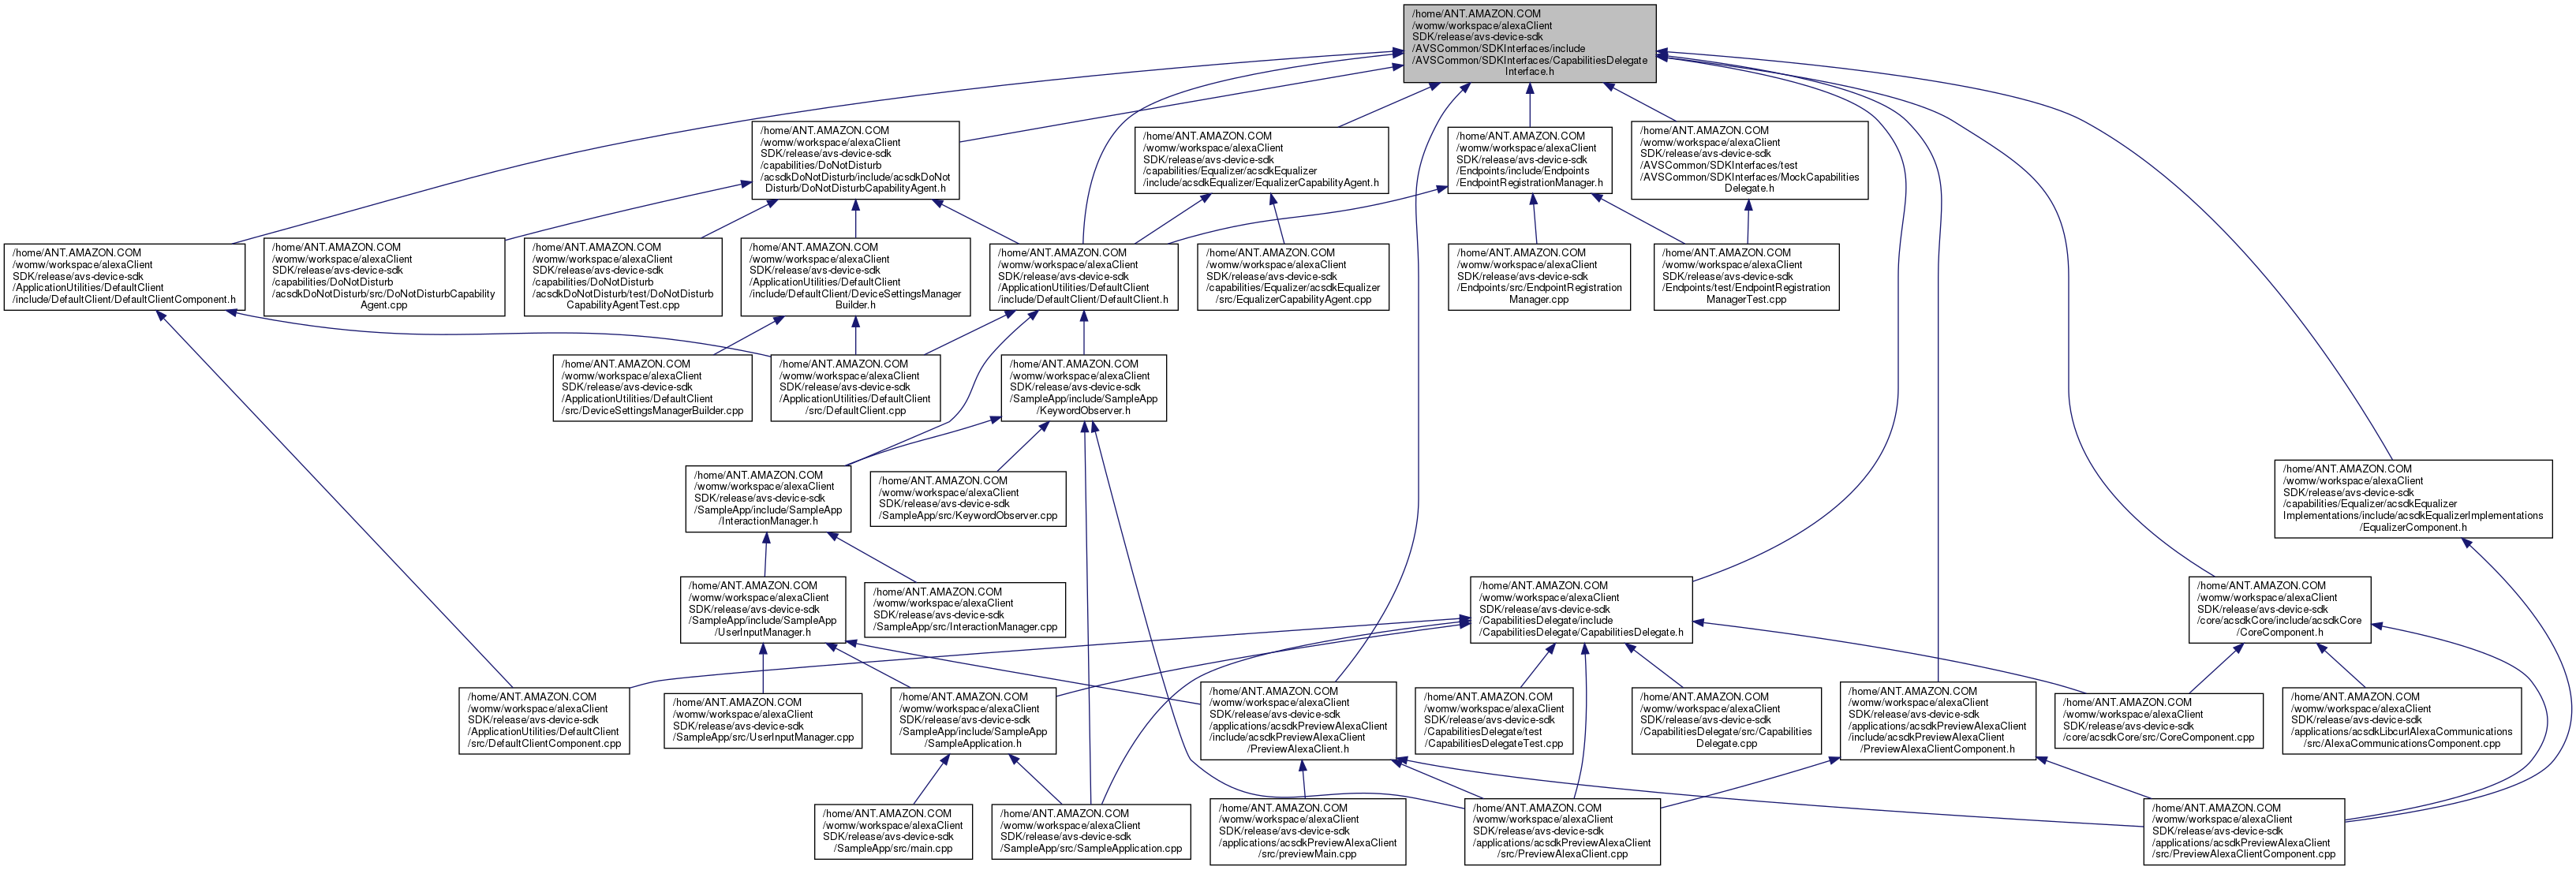 /home/ANT.AMAZON.COM
/womw/workspace/alexaClient
SDK/release/avs-device-sdk
/AVSCommon/SDKInterfaces/include
/AVSCommon/SDKInterfaces/CapabilitiesDelegate
Interface.h
/home/ANT.AMAZON.COM
/womw/workspace/alexaClient
SDK/release/avs-device-sdk
/capabilities/DoNotDisturb
/acsdkDoNotDisturb/include/acsdkDoNot
Disturb/DoNotDisturbCapabilityAgent.h
/home/ANT.AMAZON.COM
/womw/workspace/alexaClient
SDK/release/avs-device-sdk
/capabilities/Equalizer/acsdkEqualizer
/include/acsdkEqualizer/EqualizerCapabilityAgent.h
/home/ANT.AMAZON.COM
/womw/workspace/alexaClient
SDK/release/avs-device-sdk
/Endpoints/include/Endpoints
/EndpointRegistrationManager.h
/home/ANT.AMAZON.COM
/womw/workspace/alexaClient
SDK/release/avs-device-sdk
/AVSCommon/SDKInterfaces/test
/AVSCommon/SDKInterfaces/MockCapabilities
Delegate.h
/home/ANT.AMAZON.COM
/womw/workspace/alexaClient
SDK/release/avs-device-sdk
/ApplicationUtilities/DefaultClient
/include/DefaultClient/DefaultClientComponent.h
/home/ANT.AMAZON.COM
/womw/workspace/alexaClient
SDK/release/avs-device-sdk
/capabilities/DoNotDisturb
/acsdkDoNotDisturb/src/DoNotDisturbCapability
Agent.cpp
/home/ANT.AMAZON.COM
/womw/workspace/alexaClient
SDK/release/avs-device-sdk
/capabilities/DoNotDisturb
/acsdkDoNotDisturb/test/DoNotDisturb
CapabilityAgentTest.cpp
/home/ANT.AMAZON.COM
/womw/workspace/alexaClient
SDK/release/avs-device-sdk
/ApplicationUtilities/DefaultClient
/include/DefaultClient/DeviceSettingsManager
Builder.h
/home/ANT.AMAZON.COM
/womw/workspace/alexaClient
SDK/release/avs-device-sdk
/ApplicationUtilities/DefaultClient
/include/DefaultClient/DefaultClient.h
/home/ANT.AMAZON.COM
/womw/workspace/alexaClient
SDK/release/avs-device-sdk
/capabilities/Equalizer/acsdkEqualizer
/src/EqualizerCapabilityAgent.cpp
/home/ANT.AMAZON.COM
/womw/workspace/alexaClient
SDK/release/avs-device-sdk
/Endpoints/src/EndpointRegistration
Manager.cpp
/home/ANT.AMAZON.COM
/womw/workspace/alexaClient
SDK/release/avs-device-sdk
/Endpoints/test/EndpointRegistration
ManagerTest.cpp
/home/ANT.AMAZON.COM
/womw/workspace/alexaClient
SDK/release/avs-device-sdk
/ApplicationUtilities/DefaultClient
/src/DeviceSettingsManagerBuilder.cpp
/home/ANT.AMAZON.COM
/womw/workspace/alexaClient
SDK/release/avs-device-sdk
/ApplicationUtilities/DefaultClient
/src/DefaultClient.cpp
/home/ANT.AMAZON.COM
/womw/workspace/alexaClient
SDK/release/avs-device-sdk
/SampleApp/include/SampleApp
/KeywordObserver.h
/home/ANT.AMAZON.COM
/womw/workspace/alexaClient
SDK/release/avs-device-sdk
/SampleApp/include/SampleApp
/InteractionManager.h
/home/ANT.AMAZON.COM
/womw/workspace/alexaClient
SDK/release/avs-device-sdk
/SampleApp/src/KeywordObserver.cpp
/home/ANT.AMAZON.COM
/womw/workspace/alexaClient
SDK/release/avs-device-sdk
/capabilities/Equalizer/acsdkEqualizer
Implementations/include/acsdkEqualizerImplementations
/EqualizerComponent.h
/home/ANT.AMAZON.COM
/womw/workspace/alexaClient
SDK/release/avs-device-sdk
/SampleApp/include/SampleApp
/UserInputManager.h
/home/ANT.AMAZON.COM
/womw/workspace/alexaClient
SDK/release/avs-device-sdk
/SampleApp/src/InteractionManager.cpp
/home/ANT.AMAZON.COM
/womw/workspace/alexaClient
SDK/release/avs-device-sdk
/CapabilitiesDelegate/include
/CapabilitiesDelegate/CapabilitiesDelegate.h
/home/ANT.AMAZON.COM
/womw/workspace/alexaClient
SDK/release/avs-device-sdk
/core/acsdkCore/include/acsdkCore
/CoreComponent.h
/home/ANT.AMAZON.COM
/womw/workspace/alexaClient
SDK/release/avs-device-sdk
/ApplicationUtilities/DefaultClient
/src/DefaultClientComponent.cpp
/home/ANT.AMAZON.COM
/womw/workspace/alexaClient
SDK/release/avs-device-sdk
/SampleApp/src/UserInputManager.cpp
/home/ANT.AMAZON.COM
/womw/workspace/alexaClient
SDK/release/avs-device-sdk
/SampleApp/include/SampleApp
/SampleApplication.h
/home/ANT.AMAZON.COM
/womw/workspace/alexaClient
SDK/release/avs-device-sdk
/applications/acsdkPreviewAlexaClient
/include/acsdkPreviewAlexaClient
/PreviewAlexaClient.h
/home/ANT.AMAZON.COM
/womw/workspace/alexaClient
SDK/release/avs-device-sdk
/CapabilitiesDelegate/test
/CapabilitiesDelegateTest.cpp
/home/ANT.AMAZON.COM
/womw/workspace/alexaClient
SDK/release/avs-device-sdk
/CapabilitiesDelegate/src/Capabilities
Delegate.cpp
/home/ANT.AMAZON.COM
/womw/workspace/alexaClient
SDK/release/avs-device-sdk
/applications/acsdkPreviewAlexaClient
/include/acsdkPreviewAlexaClient
/PreviewAlexaClientComponent.h
/home/ANT.AMAZON.COM
/womw/workspace/alexaClient
SDK/release/avs-device-sdk
/core/acsdkCore/src/CoreComponent.cpp
/home/ANT.AMAZON.COM
/womw/workspace/alexaClient
SDK/release/avs-device-sdk
/applications/acsdkLibcurlAlexaCommunications
/src/AlexaCommunicationsComponent.cpp
/home/ANT.AMAZON.COM
/womw/workspace/alexaClient
SDK/release/avs-device-sdk
/SampleApp/src/main.cpp
/home/ANT.AMAZON.COM
/womw/workspace/alexaClient
SDK/release/avs-device-sdk
/SampleApp/src/SampleApplication.cpp
/home/ANT.AMAZON.COM
/womw/workspace/alexaClient
SDK/release/avs-device-sdk
/applications/acsdkPreviewAlexaClient
/src/previewMain.cpp
/home/ANT.AMAZON.COM
/womw/workspace/alexaClient
SDK/release/avs-device-sdk
/applications/acsdkPreviewAlexaClient
/src/PreviewAlexaClient.cpp
/home/ANT.AMAZON.COM
/womw/workspace/alexaClient
SDK/release/avs-device-sdk
/applications/acsdkPreviewAlexaClient
/src/PreviewAlexaClientComponent.cpp